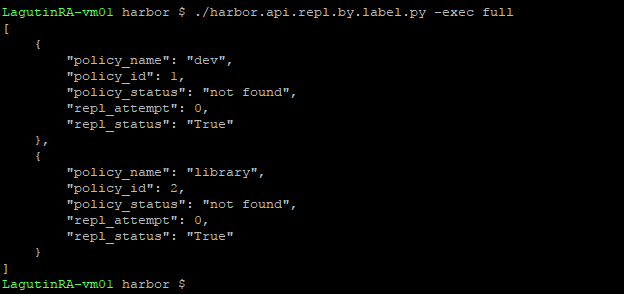 LagutinRA-vm01 harbor $ ./harbor.api.repl.by.label.py -exec full
[
    {
        "policy_name": "dev",
        "policy_id": 1,
        "policy_status": "not found",
        "repl_attempt": 0,
        "repl_status": "True"
    },
    {
        "policy_name": "library",
        "policy_id": 2,
        "policy_status": "not found",
        "repl_attempt": 0,
        "repl_status": "True"
    }
]
LagutinRA-vm01 harbor $